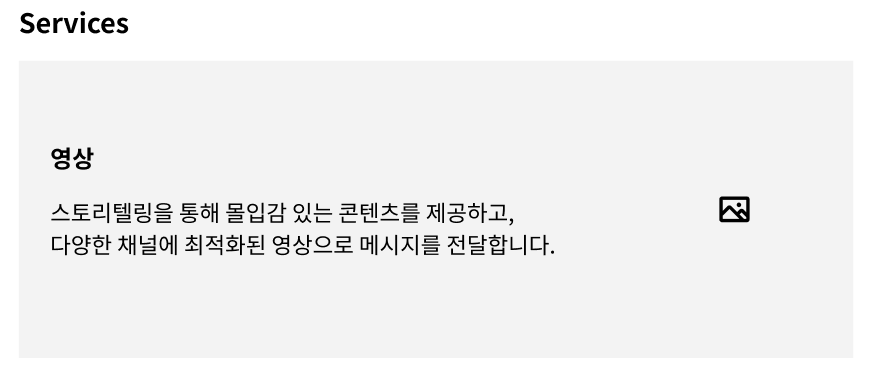 Services
영상
스토리텔링을 통해 몰입감 있는 콘텐츠를 제공하고,
다양한 채널에 최적화된 영상으로 메시지를 전달합니다.